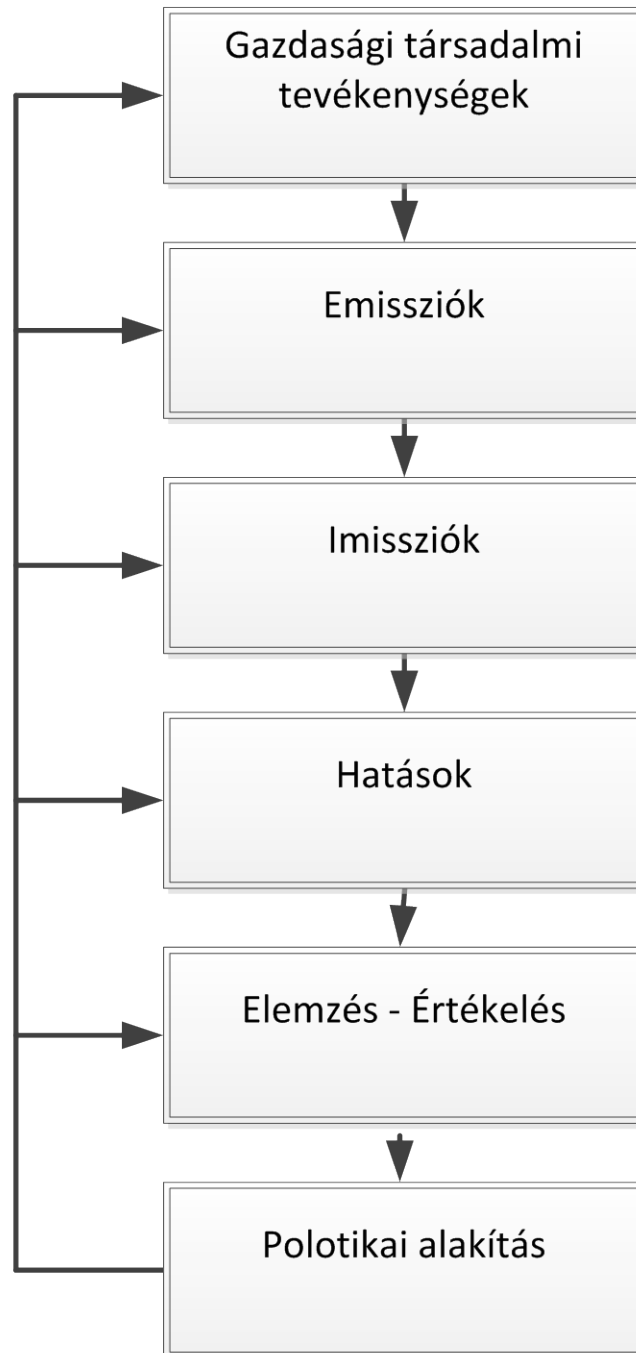 Gazdasági társadalmi
tevékenységek
Emissziók
Imissziók
Hatások
Elemzés - Értékelés
Polotikai alakítás